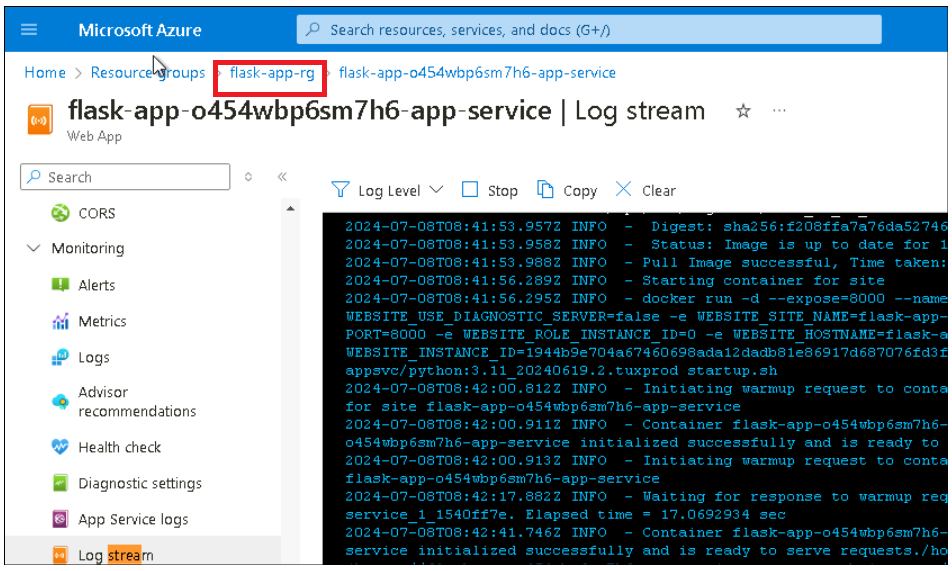 Microsoft Azure
Search resources, services, and docs (G+/)
Home > Resource groups > flask-app-rg > flask-app-o454wbp6sm7h6-app-service
flask-app-o454wbp6sm7h6-app-service | Log stream
Web App
Search
Log Level
Stop
Copy
Clear
CORS
Monitoring
Alerts
Metrics
Logs
Advisor
recommendations
Health check
Diagnostic settings
App Service logs
Log stream
2024-07-08T08:41:53.957Z INFO - Digest: sha256:f208ffa7a76da52746
2024-07-08T08:41:53.958Z INFO - Status: Image is up to date for 1
2024-07-08T08:41:53.988Z INFO - Pull Image successful, Time taken:
2024-07-08T08:41:56.289Z INFO - Starting container for site
2024-07-08T08:41:56.295Z INFO - docker run -d --expose=8000 --name
WEBSITE_USE_DIAGNOSTIC_SERVER=false -e WEBSITE_SITE_NAME=flask-app-
PORT=8000 -e WEBSITE_ROLE_INSTANCE_ID=0 -e WEBSITE_HOSTNAME=flask-a
WEBSITE_INSTANCE_ID=1944b9e704a67460698ada12dadb81e86917d687076fd3f
appsvc/python:3.11_20240619.2.tuxprod startup.sh
2024-07-08T08:42:00.812Z INFO - Initiating warmup request to conta
for site flask-app-o454wbp6sm7h6-app-service
2024-07-08T08:42:00.911Z INFO - Container flask-app-o454wbp6sm7h6-
o454wbp6sm7h6-app-service initialized successfully and is ready to
2024-07-08T08:42:00.913Z INFO - Initiating warmup request to conta
flask-app-o454wbp6sm7h6-app-service
2024-07-08T08:42:17.882Z INFO - Waiting for response to warmup req
service_1_1540ff7e. Elapsed time = 17.0692934 sec
2024-07-08T08:42:41.746Z INFO - Container flask-app-o454wbp6sm7h6-
service initialized successfully and is ready to serve requests./ho